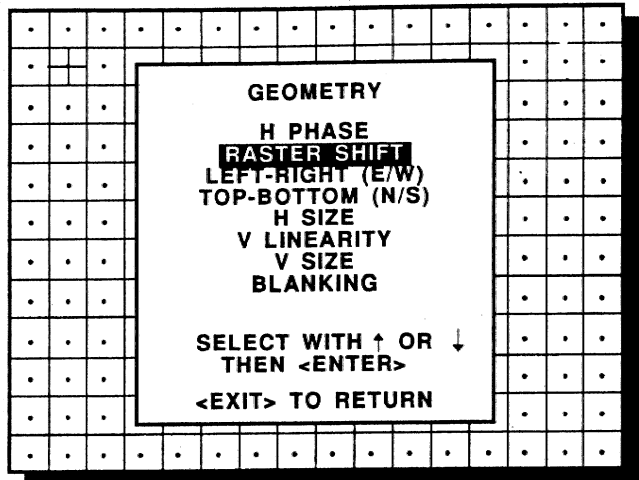 GEOMETRY
H PHASE
RASTER SHIFT
LEFT-RIGHT (E/W)
TOP-BOTTOM (N/S)
H SIZE
V LINEARITY
V SIZE
BLANKING
SELECT WITH ↑ OR ↓
THEN <ENTER>
<EXIT> TO RETURN